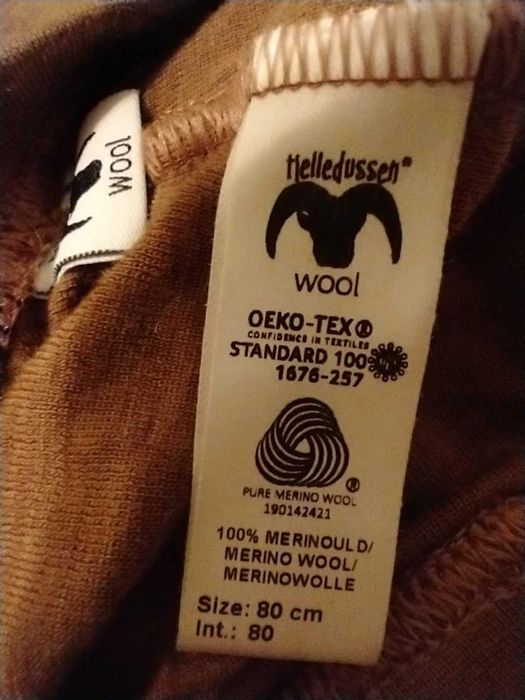 wool
Helledussen®
wool
OEKO-TEX®
CONFIDENCE IN TEXTILES
STANDARD 100
1676-257
®
PURE MERINO WOOL
190142421
100% MERINOULD/
MERINO WOOL/
MERINOWOLLE
Size: 80 cm
Int.: 80